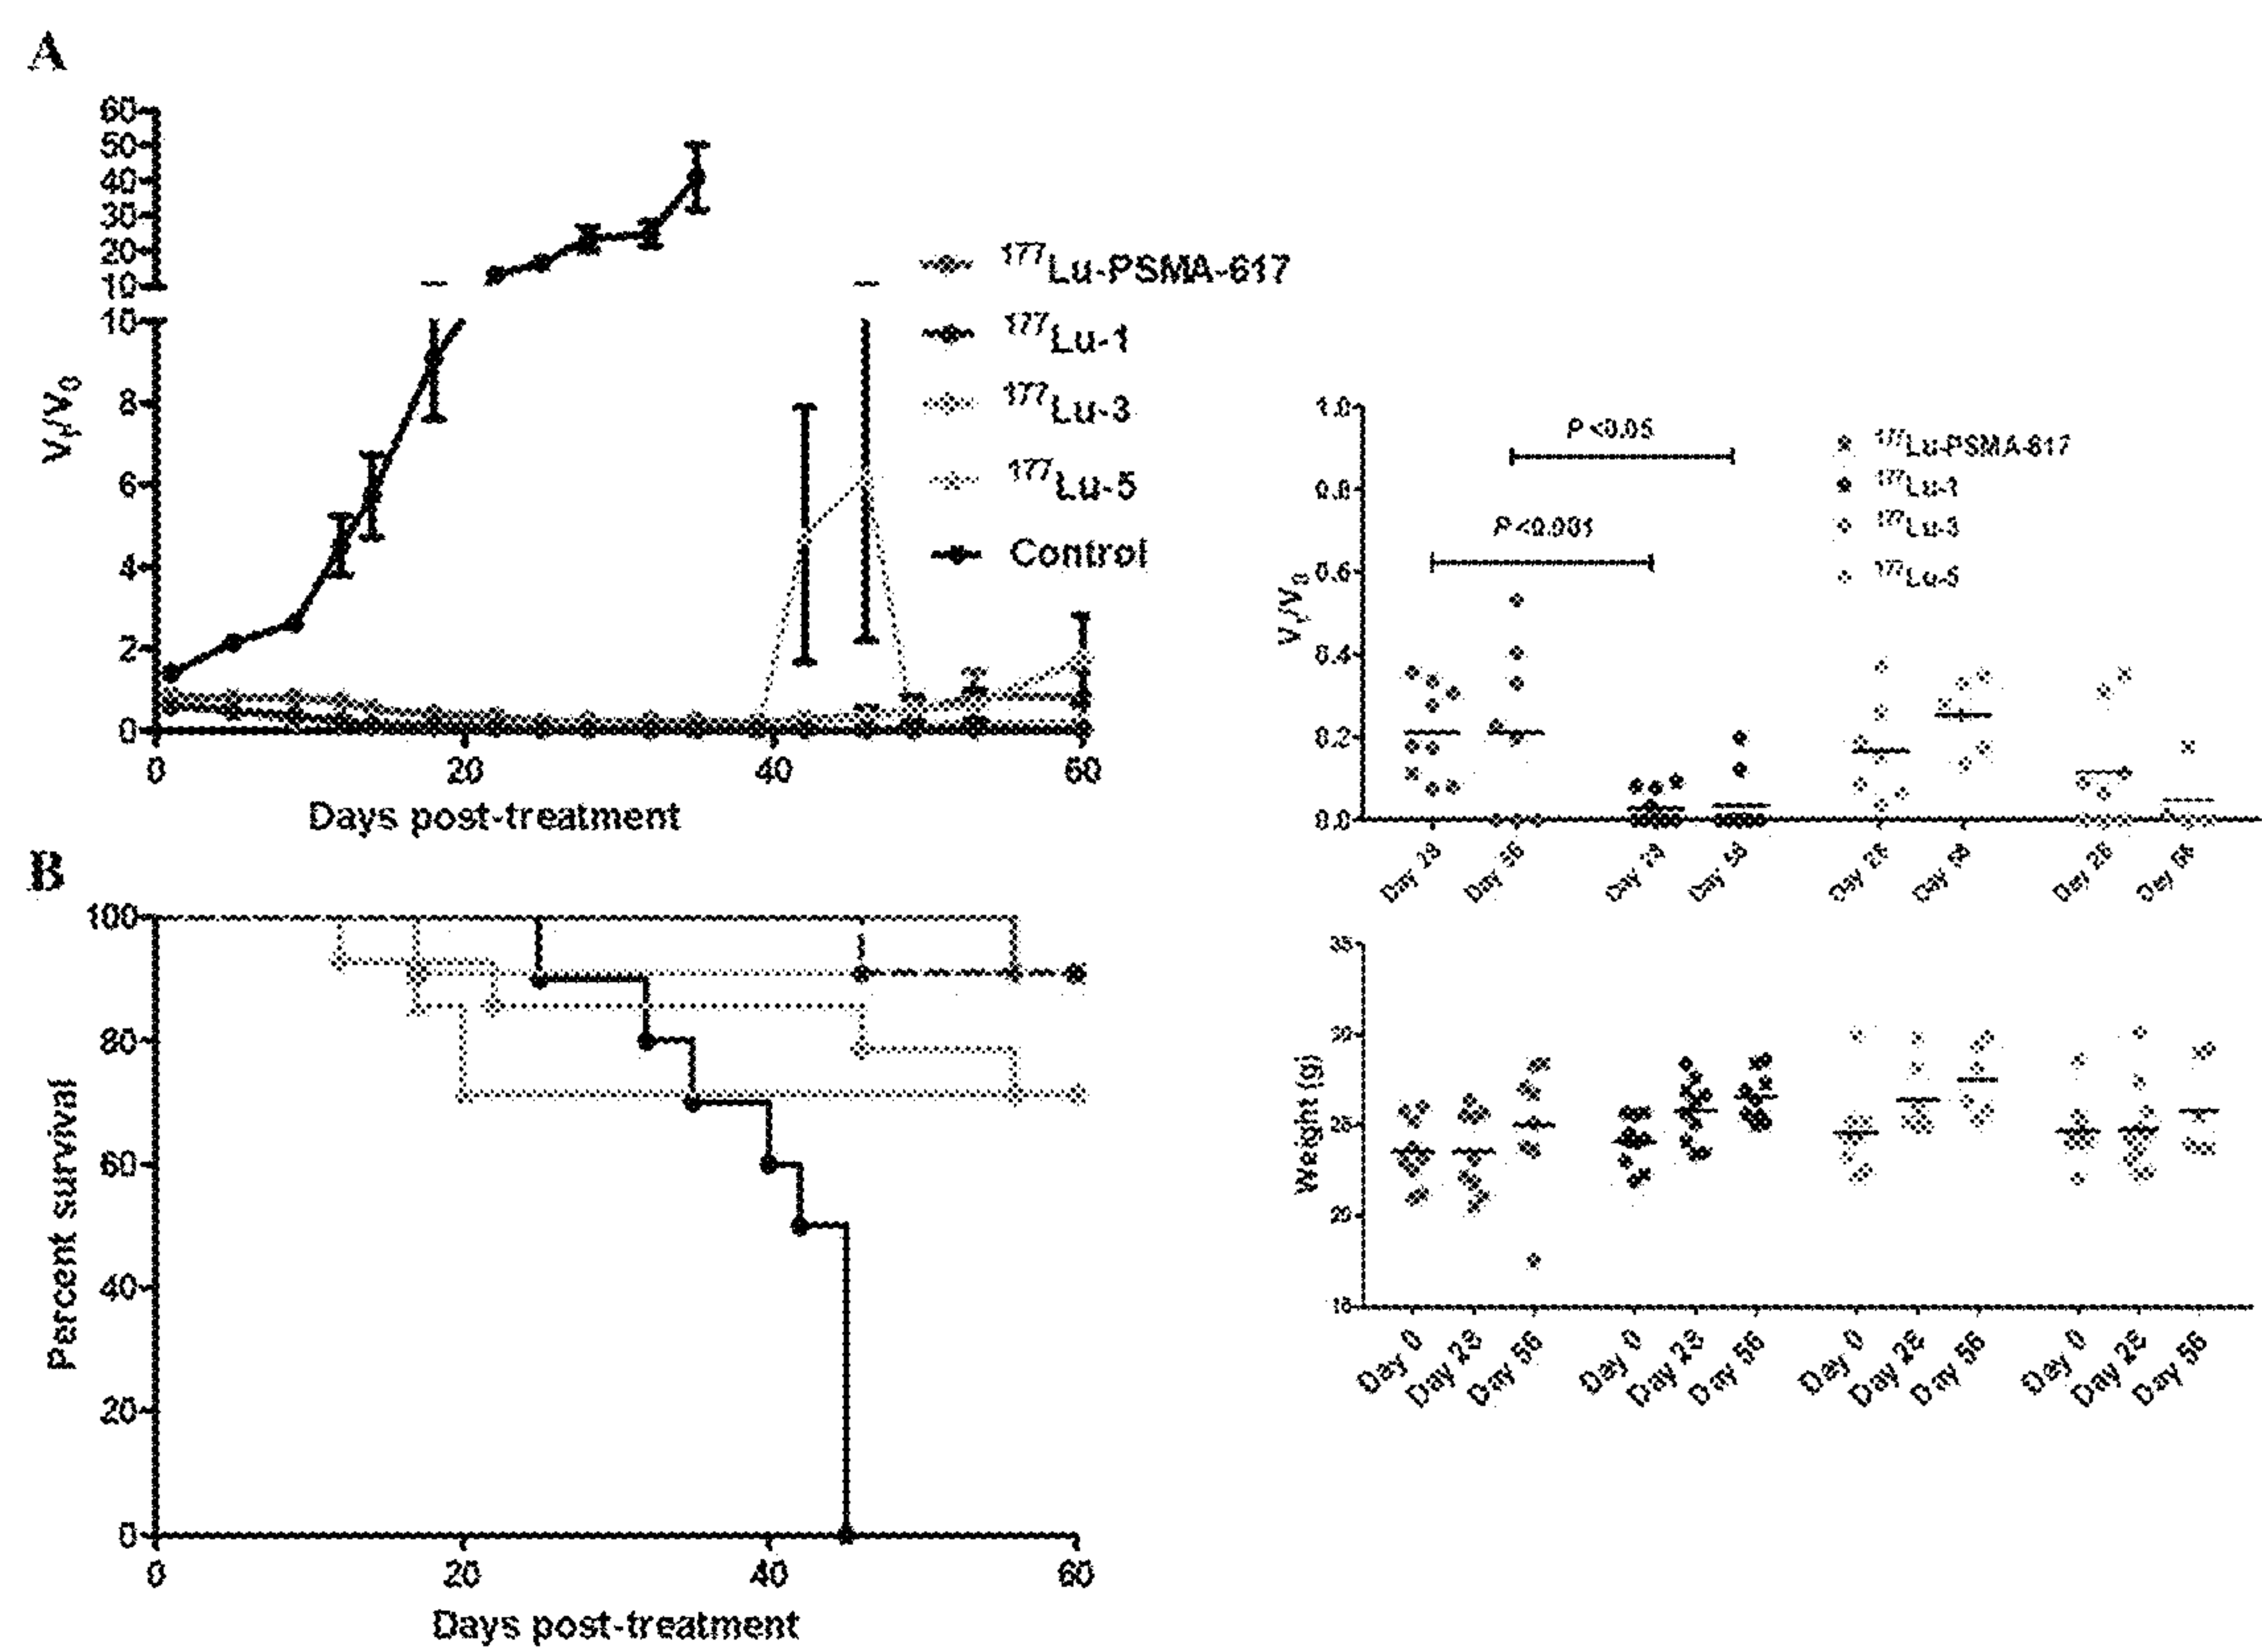 A
60
50
40
30
20
10
10
8
6
4
2
0
V_t/V_0
0 20 40 60
Days post-treatment
¹⁷⁷Lu-PSMA-617
¹⁷⁷Lu-1
¹⁷⁷Lu-3
¹⁷⁷Lu-5
Control
1.0
0.8
0.6
0.4
0.2
0.0
V_t/V_0
P<0.05
P<0.001
¹⁷⁷Lu-PSMA-617
¹⁷⁷Lu-1
¹⁷⁷Lu-3
¹⁷⁷Lu-5
Day 28 Day 56 Day 28 Day 56 Day 28 Day 56 Day 28 Day 56
B
100
80
60
40
20
0
Percent survival
0 20 40 60
Days post-treatment
35
30
25
20
15
Weight (g)
Day 0 Day 28 Day 56 Day 0 Day 28 Day 56 Day 0 Day 28 Day 56 Day 0 Day 28 Day 56